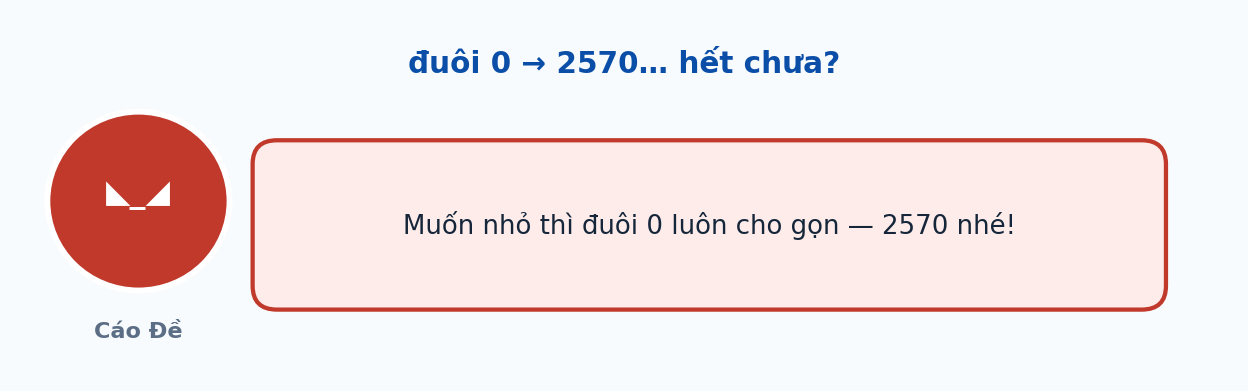 đuôi 0 → 2570… hết chưa?
Muốn nhỏ thì đuôi 0 luôn cho gọn — 2570 nhé!
Cáo Đề